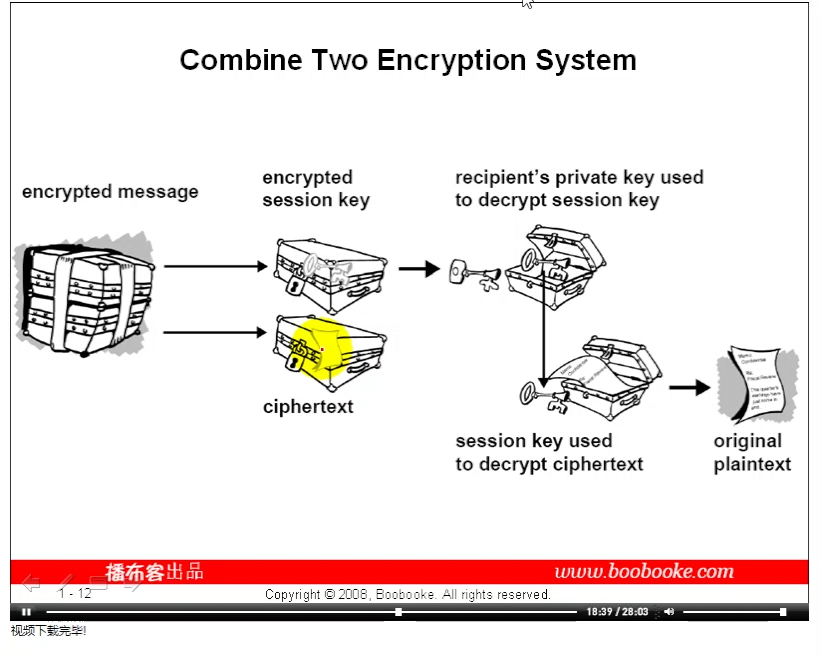 Combine Two Encryption System
encrypted message
encrypted
session key
recipient's private key used
to decrypt session key
ciphertext
session key used
to decrypt ciphertext
original
plaintext
播布客出品
www.boobooke.com
1 - 12
Copyright © 2008, Boobooke. All rights reserved.
18:39 / 28:03
视频下载完毕!